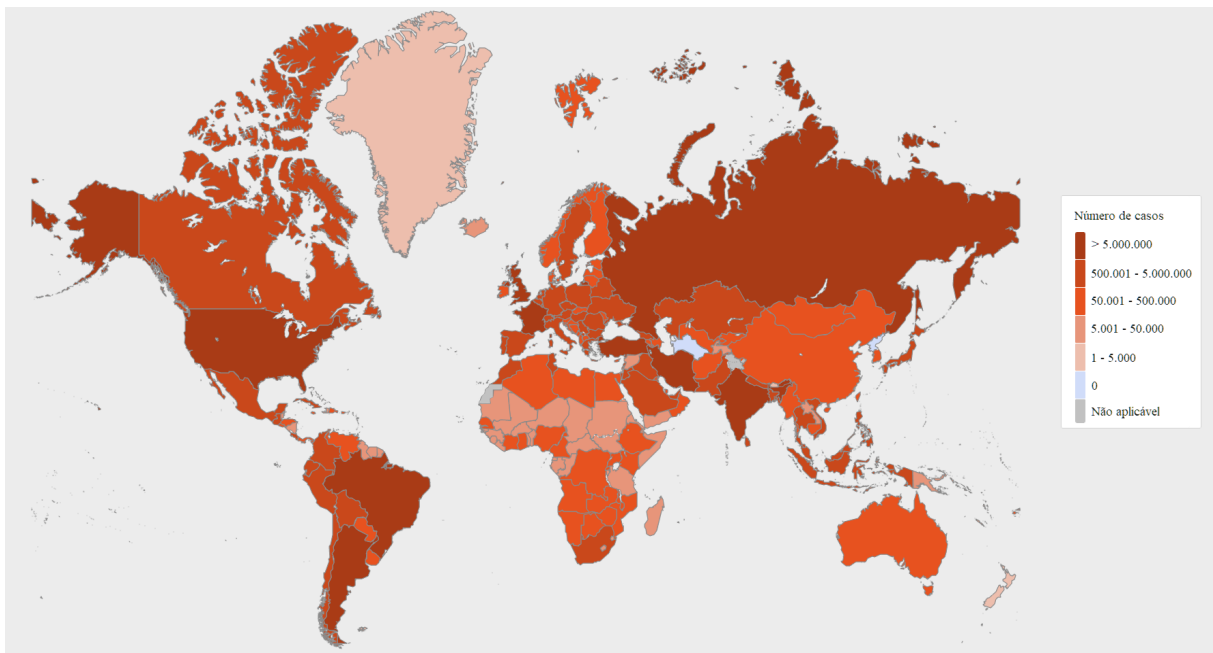 Número de casos
> 5.000.000
500.001 - 5.000.000
50.001 - 500.000
5.001 - 50.000
1 - 5.000
0
Não aplicável